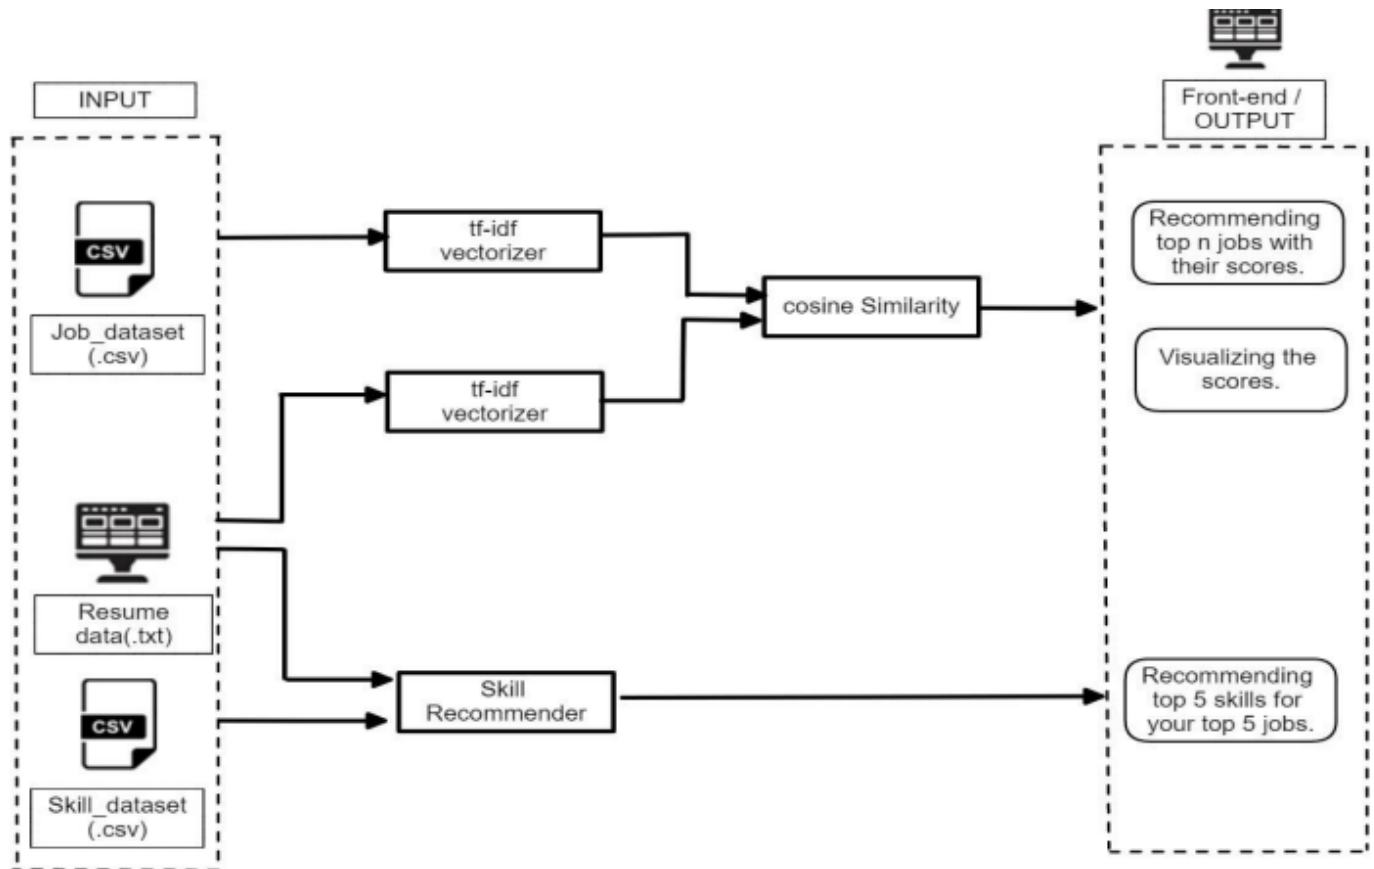 INPUT
CSV
Job_dataset
(.csv)
Resume
data(.txt)
CSV
Skill_dataset
(.csv)
tf-idf
vectorizer
tf-idf
vectorizer
cosine Similarity
Skill
Recommender
Front-end /
OUTPUT
Recommending
top n jobs with
their scores.
Visualizing the
scores.
Recommending
top 5 skills for
your top 5 jobs.